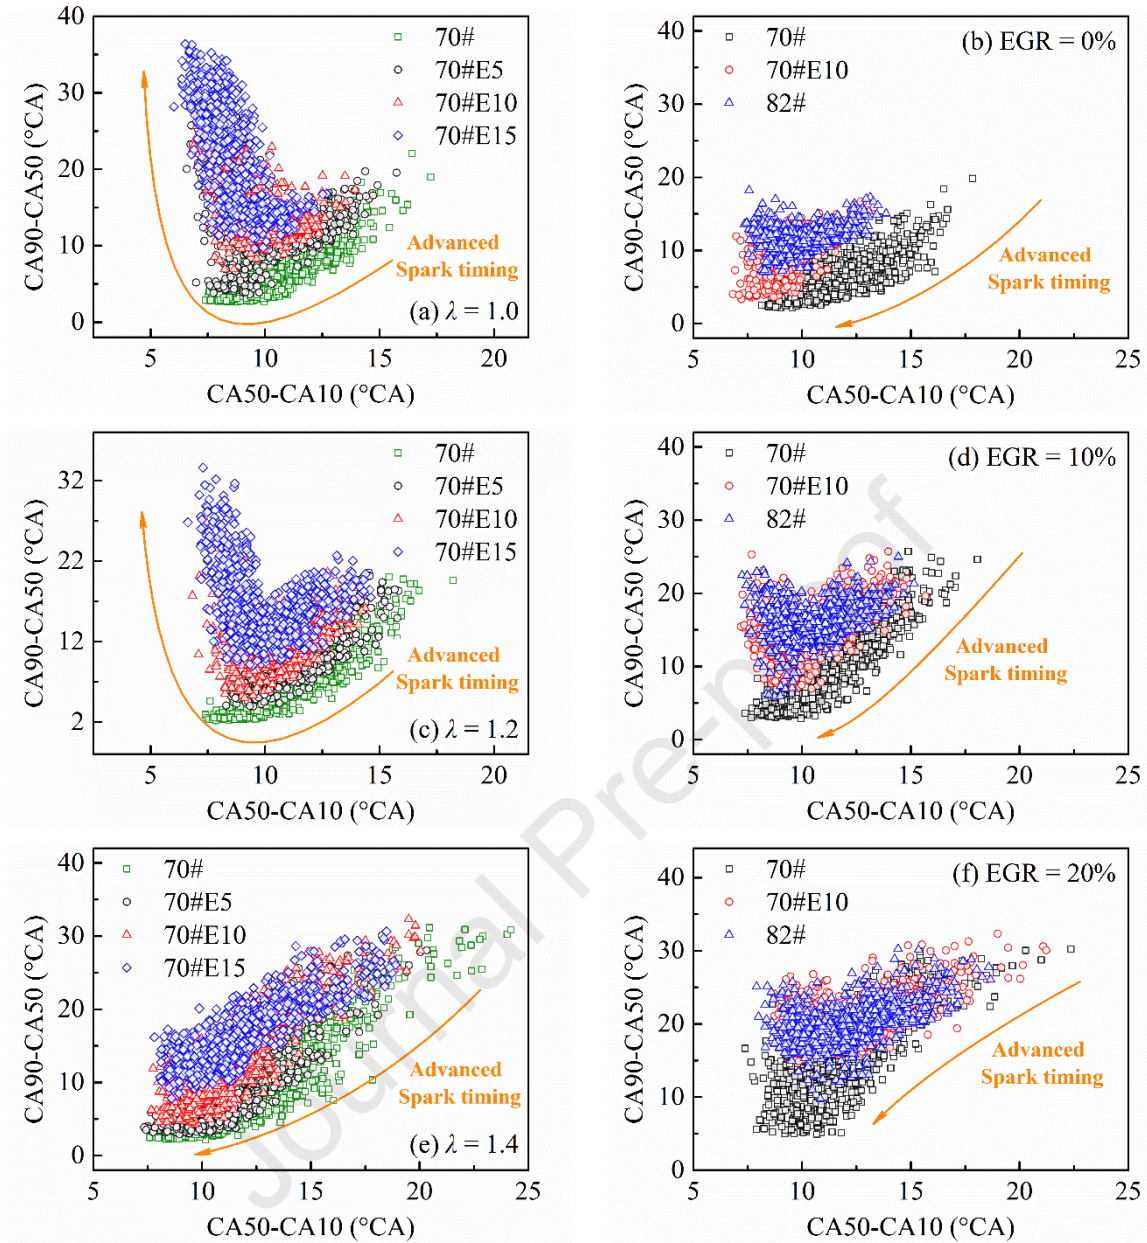 40
30
20
10
0
CA90-CA50 (°CA)
70#
70#E5
70#E10
70#E15
Advanced
Spark timing
(a) λ = 1.0
5
10
15
20
CA50-CA10 (°CA)
40
30
20
10
0
CA90-CA50 (°CA)
70#
70#E10
82#
(b) EGR = 0%
Advanced
Spark timing
5
10
15
20
25
CA50-CA10 (°CA)
32
22
12
2
CA90-CA50 (°CA)
70#
70#E5
70#E10
70#E15
Advanced
Spark timing
(c) λ = 1.2
5
10
15
20
CA50-CA10 (°CA)
40
30
20
10
0
CA90-CA50 (°CA)
70#
70#E10
82#
(d) EGR = 10%
Advanced
Spark timing
5
10
15
20
25
CA50-CA10 (°CA)
40
30
20
10
0
CA90-CA50 (°CA)
70#
70#E5
70#E10
70#E15
Advanced
Spark timing
(e) λ = 1.4
5
10
15
20
25
CA50-CA10 (°CA)
40
30
20
10
0
CA90-CA50 (°CA)
70#
70#E10
82#
(f) EGR = 20%
Advanced
Spark timing
5
10
15
20
25
CA50-CA10 (°CA)
Journal Pre-proof